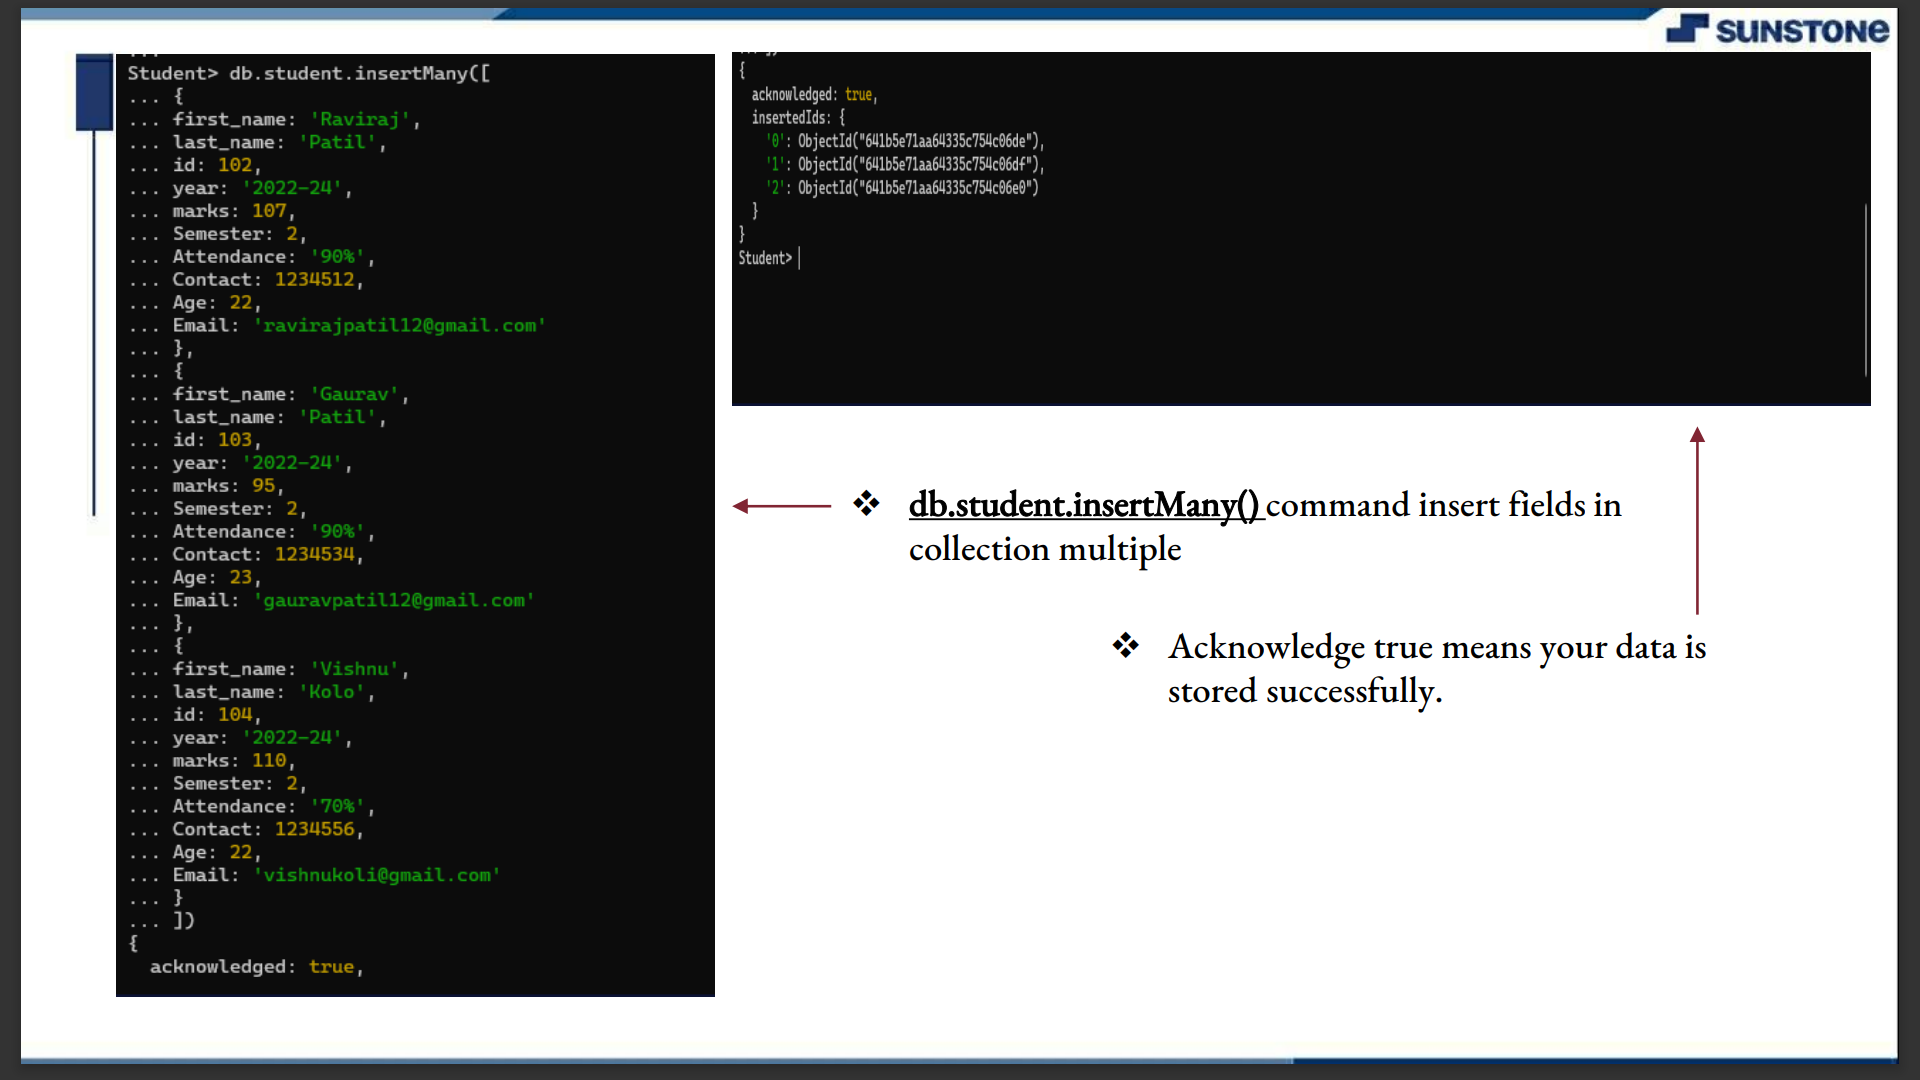 SUNSTONE
Student> db.student.insertMany([
... {
... first_name: 'Raviraj',
... last_name: 'Patil',
... id: 102,
... year: '2022-24',
... marks: 107,
... Semester: 2,
... Attendance: '90%',
... Contact: 1234512,
... Age: 22,
... Email: 'ravirajpatil12@gmail.com'
... },
... {
... first_name: 'Gaurav',
... last_name: 'Patil',
... id: 103,
... year: '2022-24',
... marks: 95,
... Semester: 2,
... Attendance: '90%',
... Contact: 1234534,
... Age: 23,
... Email: 'gauravpatil12@gmail.com'
... },
... {
... first_name: 'Vishnu',
... last_name: 'Kolo',
... id: 104,
... year: '2022-24',
... marks: 110,
... Semester: 2,
... Attendance: '70%',
... Contact: 1234556,
... Age: 22,
... Email: 'vishnukoli@gmail.com'
... }
... ])
{
acknowledged: true,
{
acknowledged: true,
insertedIds: {
'0': ObjectId("641b5e71aa64335c754c06de"),
'1': ObjectId("641b5e71aa64335c754c06df"),
'2': ObjectId("641b5e71aa64335c754c06e0")
}
}
Student>
❖ db.student.insertMany() command insert fields in
collection multiple
❖ Acknowledge true means your data is
stored successfully.